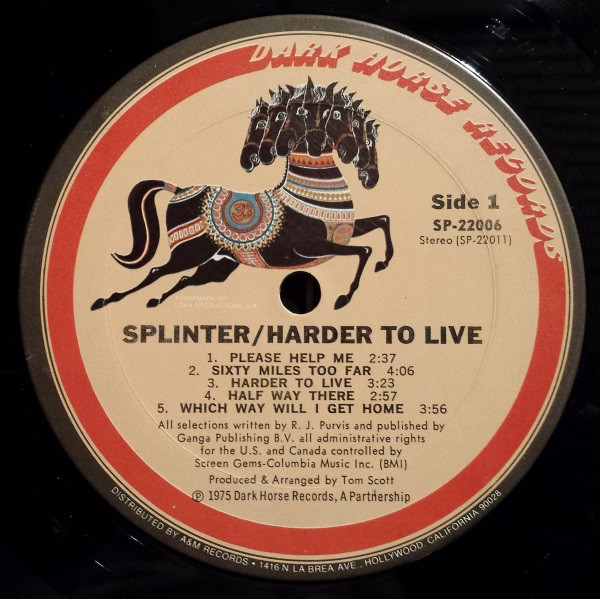 DARK HORSE RECORDS
Side 1
SP-22006
Stereo (SP-22011)
TRADEMARK OF
LOKA PRODUCTIONS, S.A.
SPLINTER/HARDER TO LIVE
1. PLEASE HELP ME 2:37
2. SIXTY MILES TOO FAR 4:06
3. HARDER TO LIVE 3:23
4. HALF WAY THERE 2:57
5. WHICH WAY WILL I GET HOME 3:56
All selections written by R. J. Purvis and published by
Ganga Publishing B.V. all administrative rights
for the U.S. and Canada controlled by
Screen Gems-Columbia Music Inc. (BMI)
Produced & Arranged by Tom Scott
℗ 1975 Dark Horse Records, A Partnership
DISTRIBUTED BY A&M RECORDS • 1416 N LA BREA AVE., HOLLYWOOD, CALIFORNIA 90028